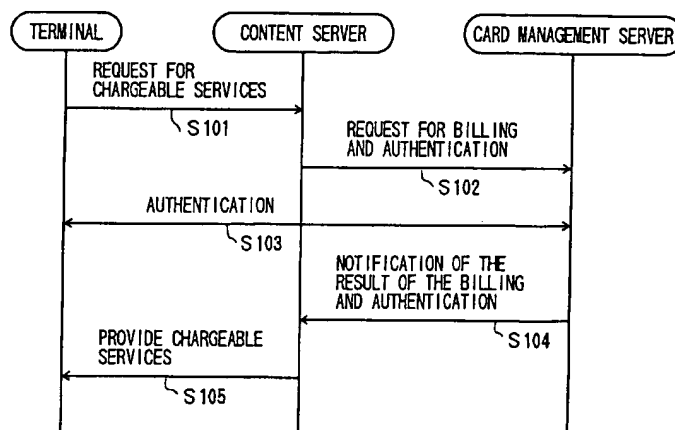 TERMINAL
CONTENT SERVER
CARD MANAGEMENT SERVER
REQUEST FOR
CHARGEABLE SERVICES
S101
REQUEST FOR BILLING
AND AUTHENTICATION
S102
AUTHENTICATION
S103
NOTIFICATION OF THE
RESULT OF THE BILLING
AND AUTHENTICATION
S104
PROVIDE CHARGEABLE
SERVICES
S105